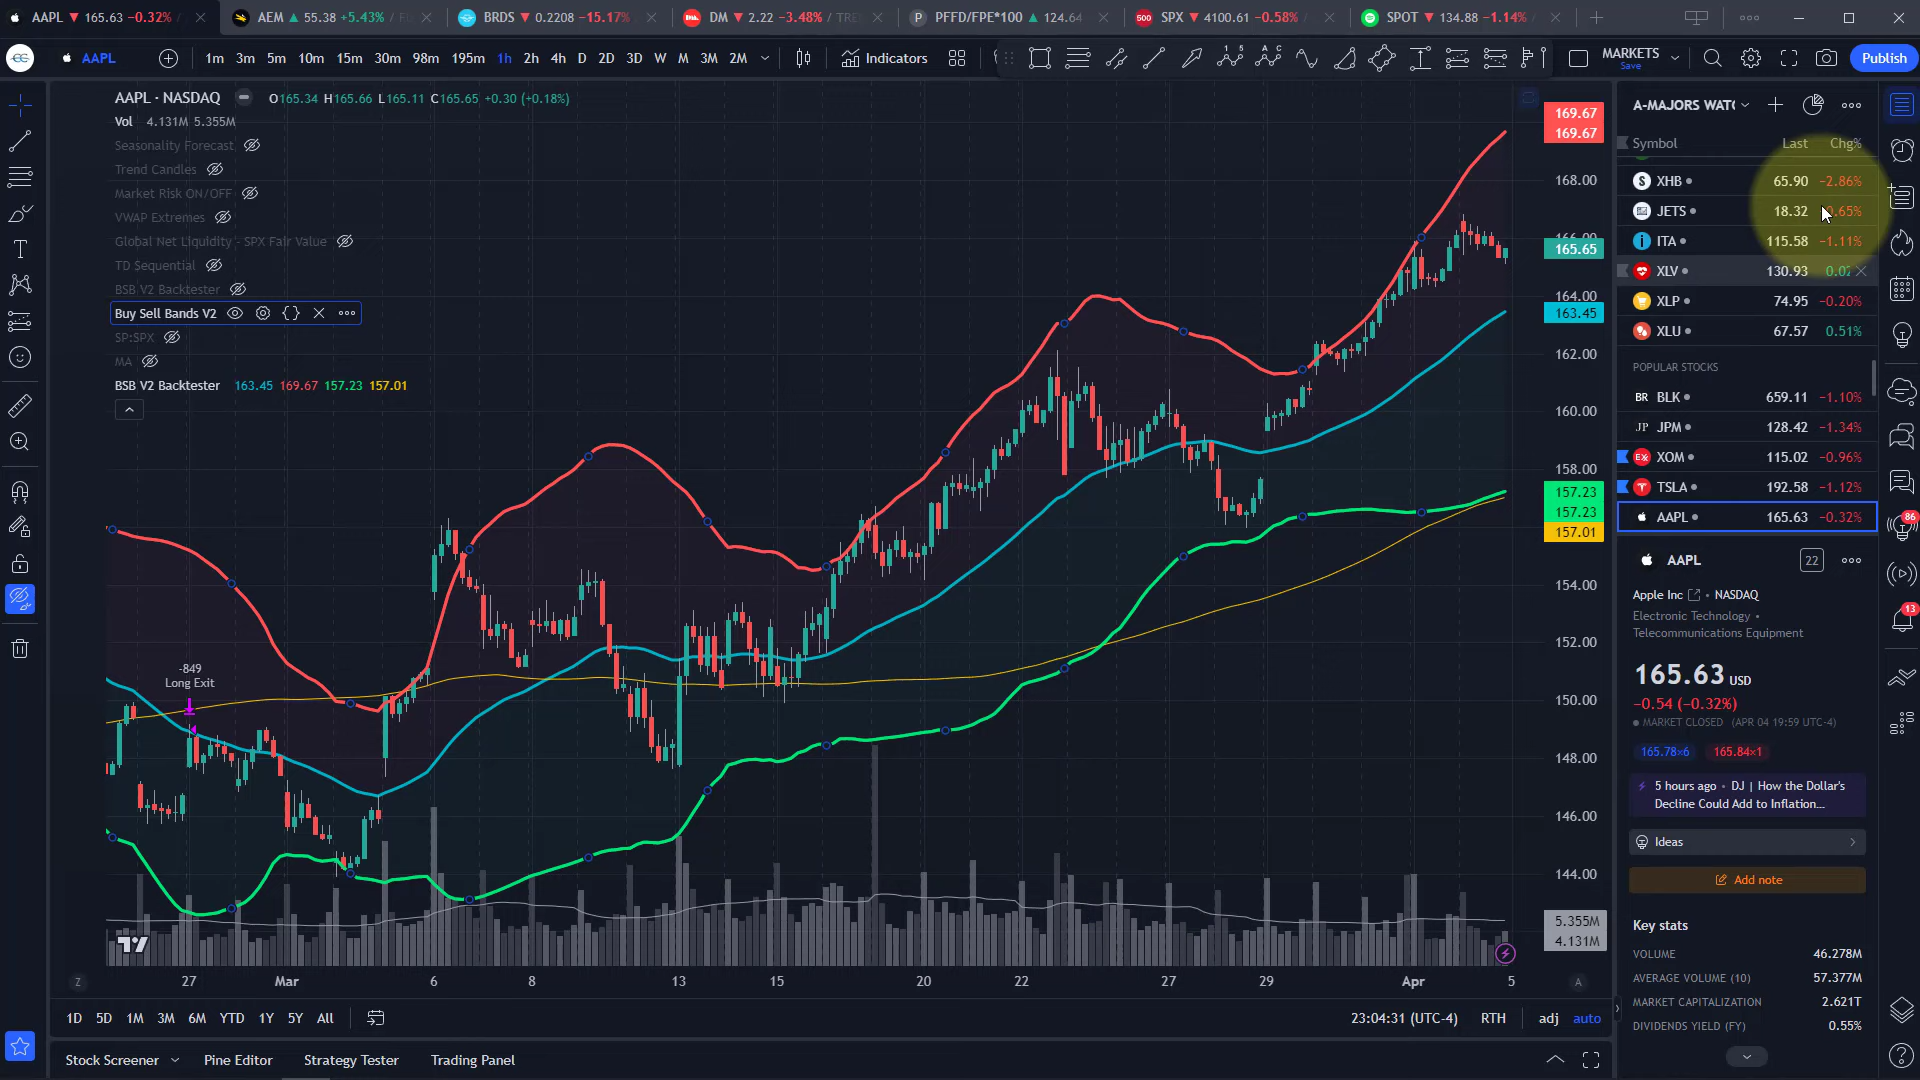 AAPL ▼ 165.63 −0.32% /
AEM ▲ 55.38 +5.43% /
BRDS ▼ 0.2208 −15.17%
DM ▼ 2.22 −3.48% / TRE
PFFD/FPE*100 ▲ 124.64
500 SPX ▼ 4100.61 −0.58% /
SPOT ▼ 134.88 −1.14% /
AAPL
1m 3m 5m 10m 15m 30m 98m 195m 1h 2h 4h D 2D 3D W M 3M 2M
Indicators
MARKETS
Save
Publish
AAPL · NASDAQ O165.34 H165.66 L165.11 C165.65 +0.30 (+0.18%)
Vol 4.131M 5.355M
Seasonality Forecast
Trend Candles
Market Risk ON/OFF
VWAP Extremes
Global Net Liquidity - SPX Fair Value
TD Sequential
BSB V2 Backtester
Buy Sell Bands V2
SP:SPX
MA
BSB V2 Backtester 163.45 169.67 157.23 157.01
-849
Long Exit
169.67
169.67
168.00
166.00
165.65
164.00
163.45
162.00
160.00
158.00
157.23
157.23
157.01
154.00
152.00
150.00
148.00
146.00
144.00
5.355M
4.131M
Z 27 Mar 6 8 13 15 20 22 27 29 Apr 5 A
1D 5D 1M 3M 6M YTD 1Y 5Y All
23:04:31 (UTC-4) RTH adj auto
Stock Screener Pine Editor Strategy Tester Trading Panel
A-MAJORS WATC
Symbol Last Chg%
XHB 65.90 −2.86%
JETS 18.32 .65%
ITA 115.58 −1.11%
XLV 130.93 0.0
XLP 74.95 −0.20%
XLU 67.57 0.51%
POPULAR STOCKS
BR BLK 659.11 −1.10%
JP JPM 128.42 −1.34%
XOM 115.02 −0.96%
TSLA 192.58 −1.12%
AAPL 165.63 −0.32%
AAPL 22
Apple Inc • NASDAQ
Electronic Technology •
Telecommunications Equipment
165.63 USD
−0.54 (−0.32%)
MARKET CLOSED (APR 04 19:59 UTC-4)
165.78×6 165.84×1
5 hours ago • DJ | How the Dollar's
Decline Could Add to Inflation...
Ideas
Add note
Key stats
VOLUME 46.278M
AVERAGE VOLUME (10) 57.377M
MARKET CAPITALIZATION 2.621T
DIVIDENDS YIELD (FY) 0.55%
86
13